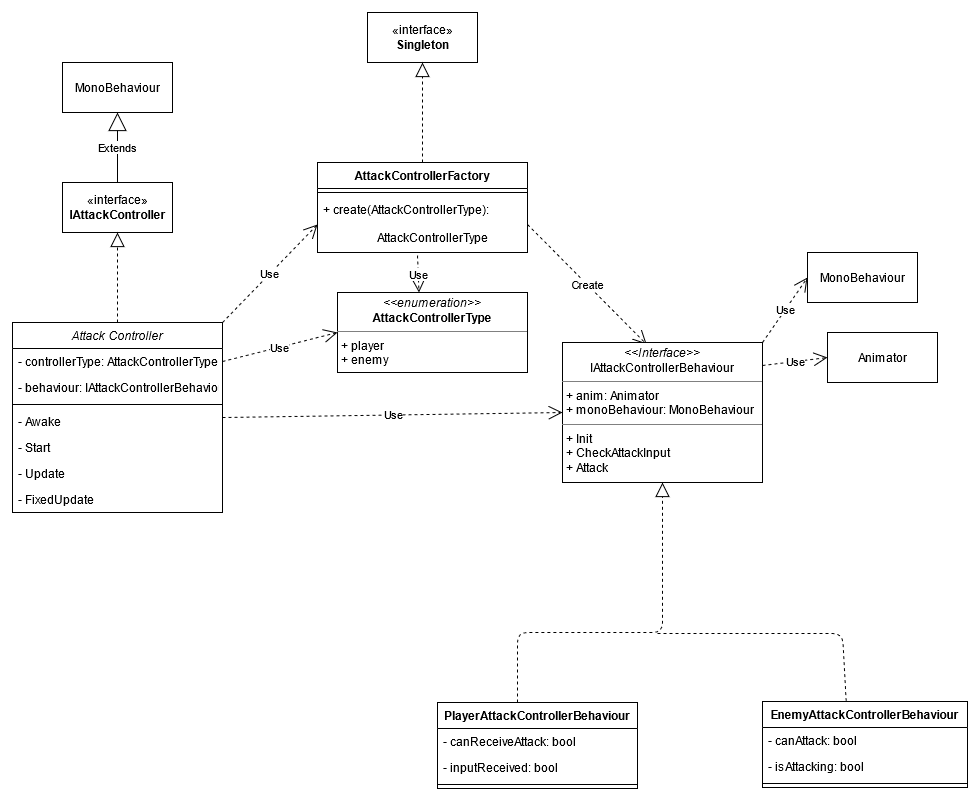 «interface»
Singleton
MonoBehaviour
Extends
«interface»
IAttackController
AttackControllerFactory
+ create(AttackControllerType):
AttackControllerType
Use
Use
Create
MonoBehaviour
Use
<<enumeration>>
AttackControllerType
+ player
+ enemy
Attack Controller
- controllerType: AttackControllerType
- behaviour: IAttackControllerBehavio
- Awake
- Start
- Update
- FixedUpdate
Use
Use
<<Interface>>
IAttackControllerBehaviour
+ anim: Animator
+ monoBehaviour: MonoBehaviour
+ Init
+ CheckAttackInput
+ Attack
Use
Animator
PlayerAttackControllerBehaviour
- canReceiveAttack: bool
- inputReceived: bool
EnemyAttackControllerBehaviour
- canAttack: bool
- isAttacking: bool